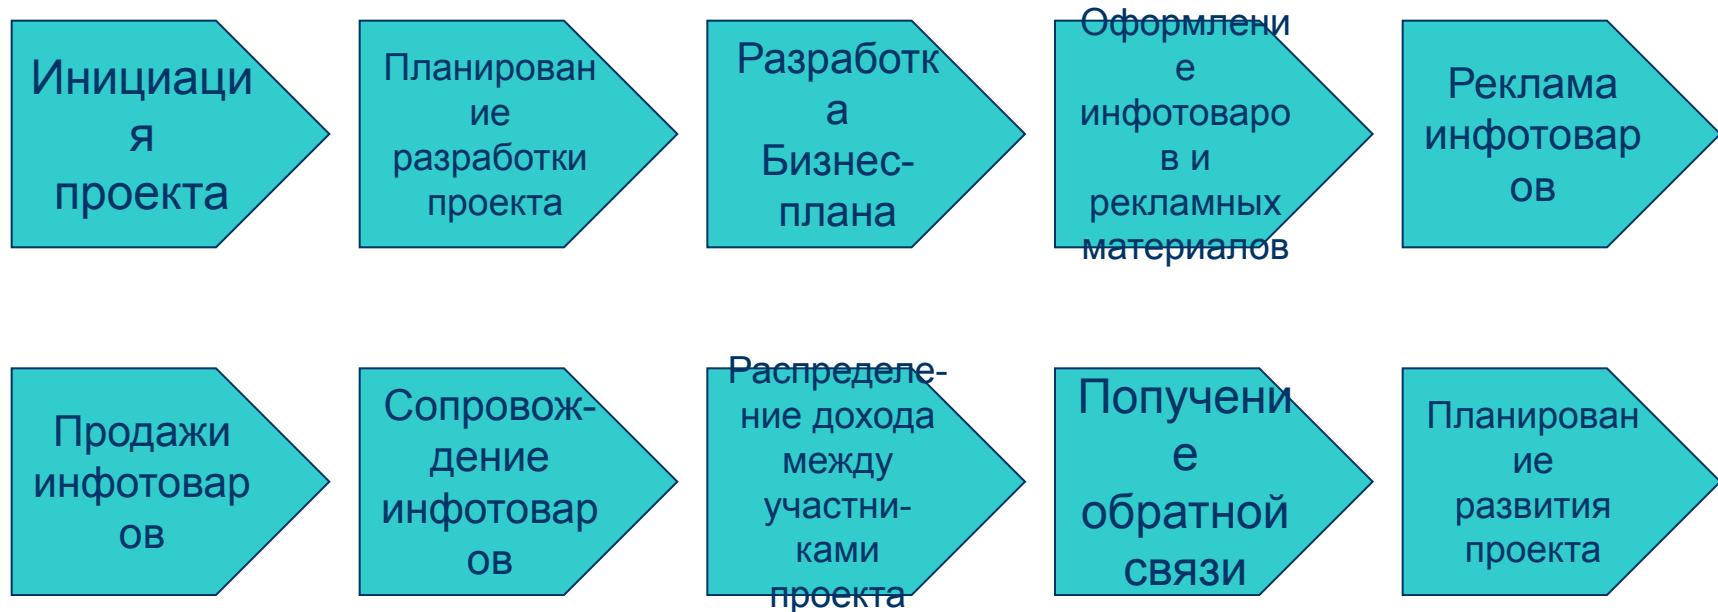 Инициаци
я
проекта
Планирован
ие
разработки
проекта
Разработк
а
Бизнес-
плана
Оформлени
е
инфотоваро
в и
рекламных
материалов
Реклама
инфотовар
ов
Продажи
инфотовар
ов
Сопровож-
дение
инфотовар
ов
Распределе-
ние дохода
между
участни-
ками
проекта
Попучени
е
обратной
связи
Планирован
ие
развития
проекта